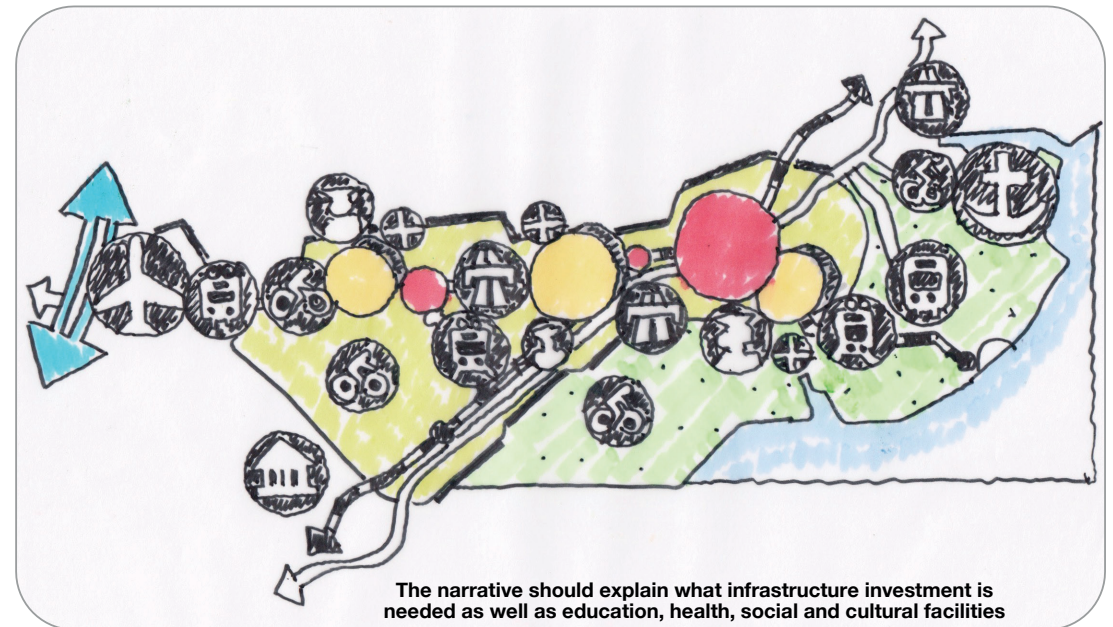 The narrative should explain what infrastructure investment is
needed as well as education, health, social and cultural facilities